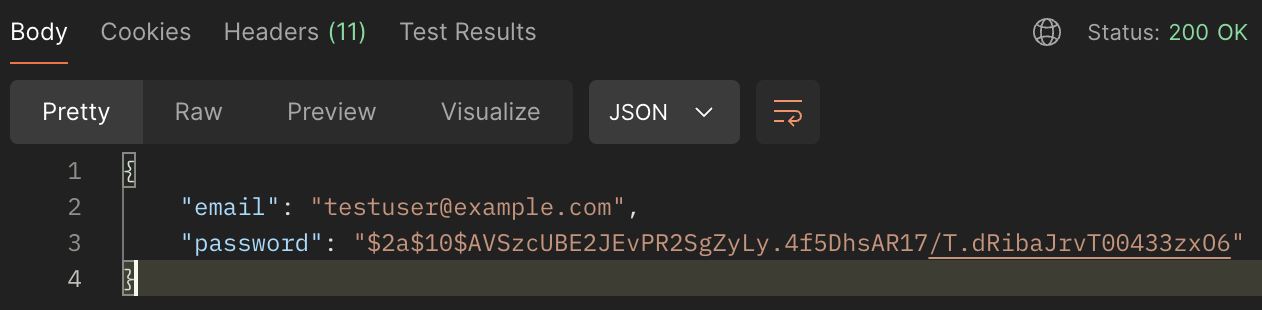 Body Cookies Headers (11) Test Results Status: 200 OK
Pretty Raw Preview Visualize JSON
1 {
2 "email": "testuser@example.com",
3 "password": "$2a$10$AVSzcUBE2JEvPR2SgZyLy.4f5DhsAR17/T.dRibaJrvT00433zxO6"
4 }